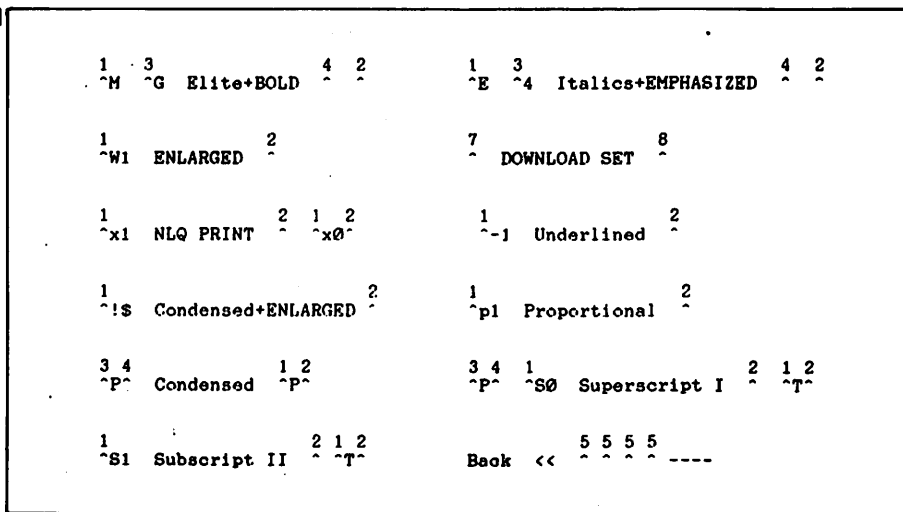 1 3 4 2 1 3 4 2
^M ^G Elite+BOLD ^ ^ ^E ^4 Italics+EMPHASIZED ^ ^
1 2 7 8
^W1 ENLARGED ^ ^ DOWNLOAD SET ^
1 2 1 2 1 2
^x1 NLQ PRINT ^ ^xØ^ ^-1 Underlined ^
1 2 1 2
^!$ Condensed+ENLARGED ^ ^p1 Proportional ^
3 4 1 2 3 4 1 2 1 2
^P^ Condensed ^P^ ^P^ ^SØ Superscript I ^ ^T^
1 2 1 2 5 5 5 5
^S1 Subscript II ^ ^T^ Back << ^ ^ ^ ^ ----